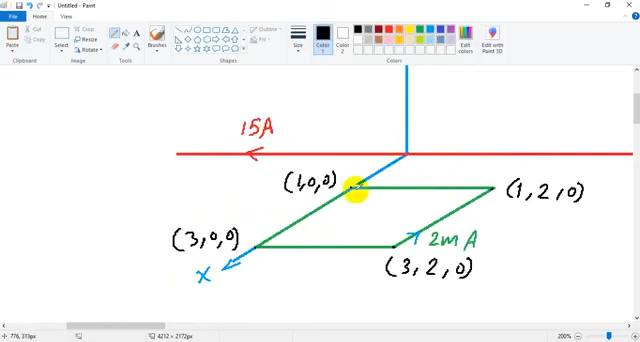 Untitled - Paint
File Home View
Paste
Cut
Copy
Clipboard
Select
Crop
Resize
Rotate
Image
A
Tools
Brushes
Shapes
Outline
Fill
Size
Color 1
Color 2
Colors
Edit colors
Edit with Paint 3D
15A
(1,0,0)
(1, 2, 0)
(3, 0, 0)
2mA
(3, 2, 0)
X
776, 313px
4212 × 2172px
200%